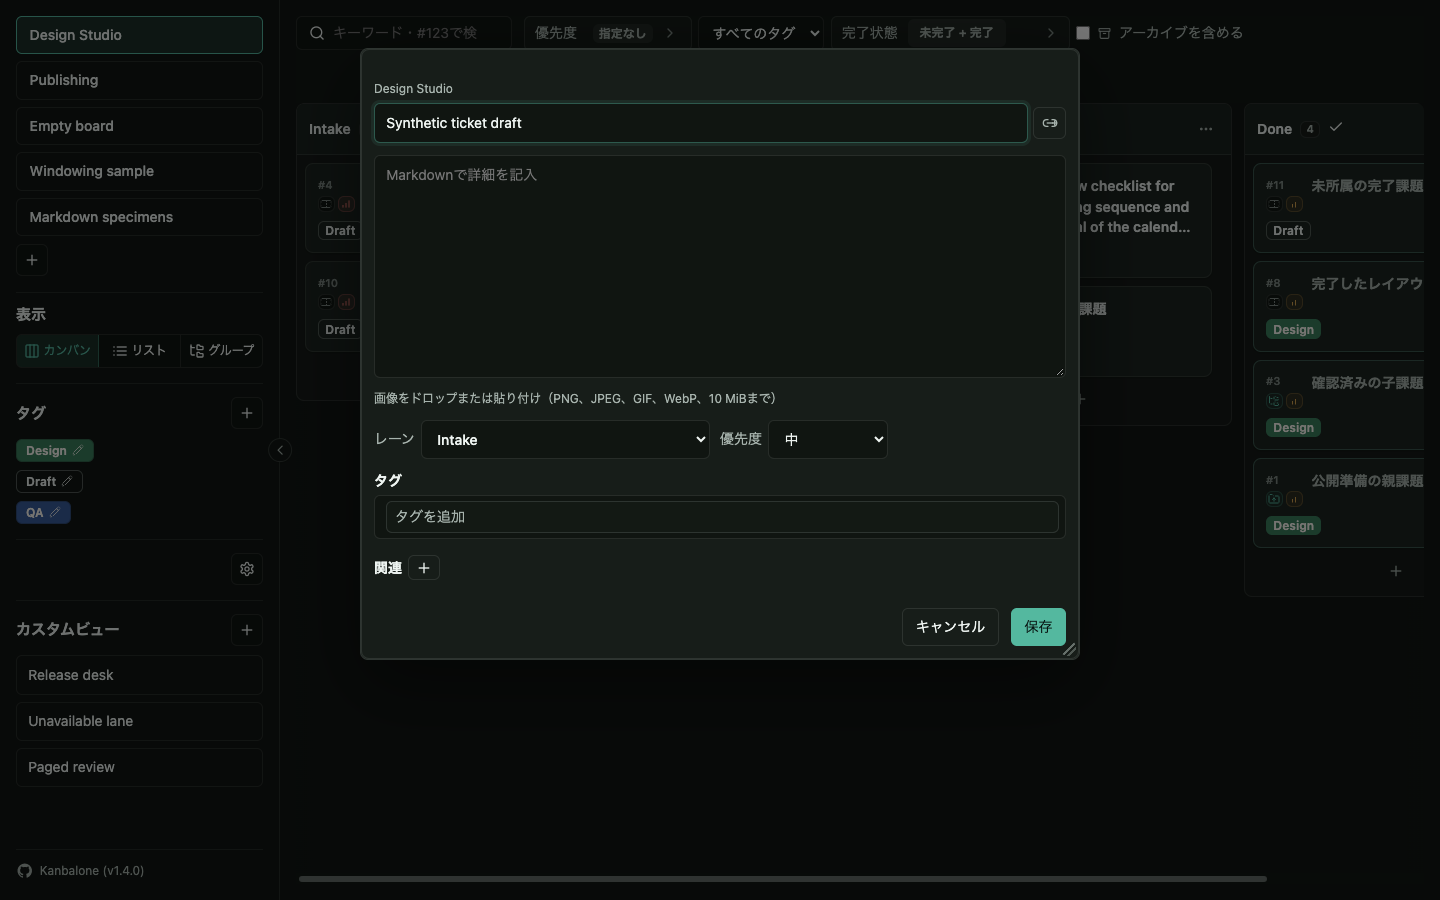 Design Studio
Publishing
Empty board
Windowing sample
Markdown specimens
表示
カンバン
リスト
グループ
タグ
Design
Draft
QA
カスタムビュー
Release desk
Unavailable lane
Paged review
Kanbalone (v1.4.0)
キーワード・#123で検
優先度 指定なし
すべてのタグ
完了状態 未完了 + 完了
アーカイブを含める
Intake
#4
Draft
#10
Draft
Design Studio
Synthetic ticket draft
Markdownで詳細を記入
画像をドロップまたは貼り付け（PNG、JPEG、GIF、WebP、10 MiBまで）
レーン Intake 優先度 中
タグ
タグを追加
関連
キャンセル 保存
checklist for
sequence and
of the calend...
課題
Done 4
#11 未所属の完了課題
Draft
#8 完了したレイアウ
Design
#3 確認済みの子課題
Design
#1 公開準備の親課題
Design